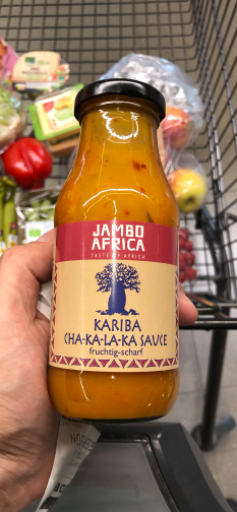 JAMBO
AFRICA
TASTE OF AFRICA
KARIBA
CHA-KA-LA-KA SAUCE
fruchtig-scharf